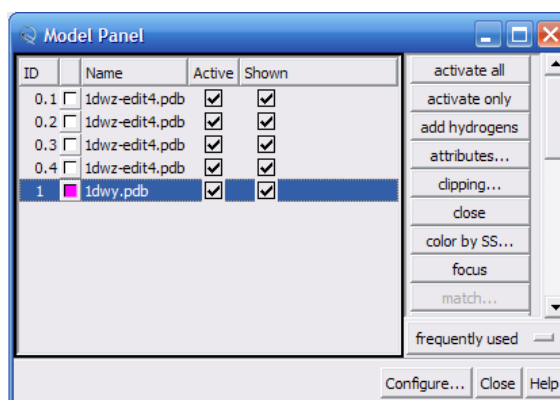 Model Panel
ID Name Active Shown
0.1 1dwz-edit4.pdb
0.2 1dwz-edit4.pdb
0.3 1dwz-edit4.pdb
0.4 1dwz-edit4.pdb
1 1dwy.pdb
activate all
activate only
add hydrogens
attributes...
clipping...
close
color by SS...
focus
match...
frequently used
Configure... Close Help